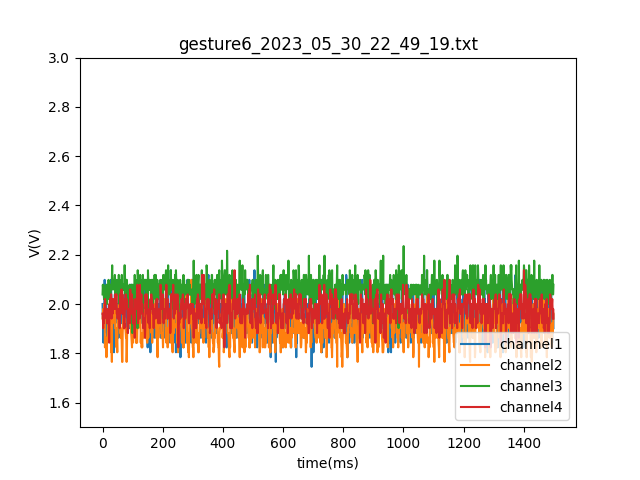 gesture6_2023_05_30_22_49_19.txt
3.0
2.8
2.6
2.4
2.2
2.0
1.8
1.6
V(V)
channel1
channel2
channel3
channel4
0 200 400 600 800 1000 1200 1400
time(ms)